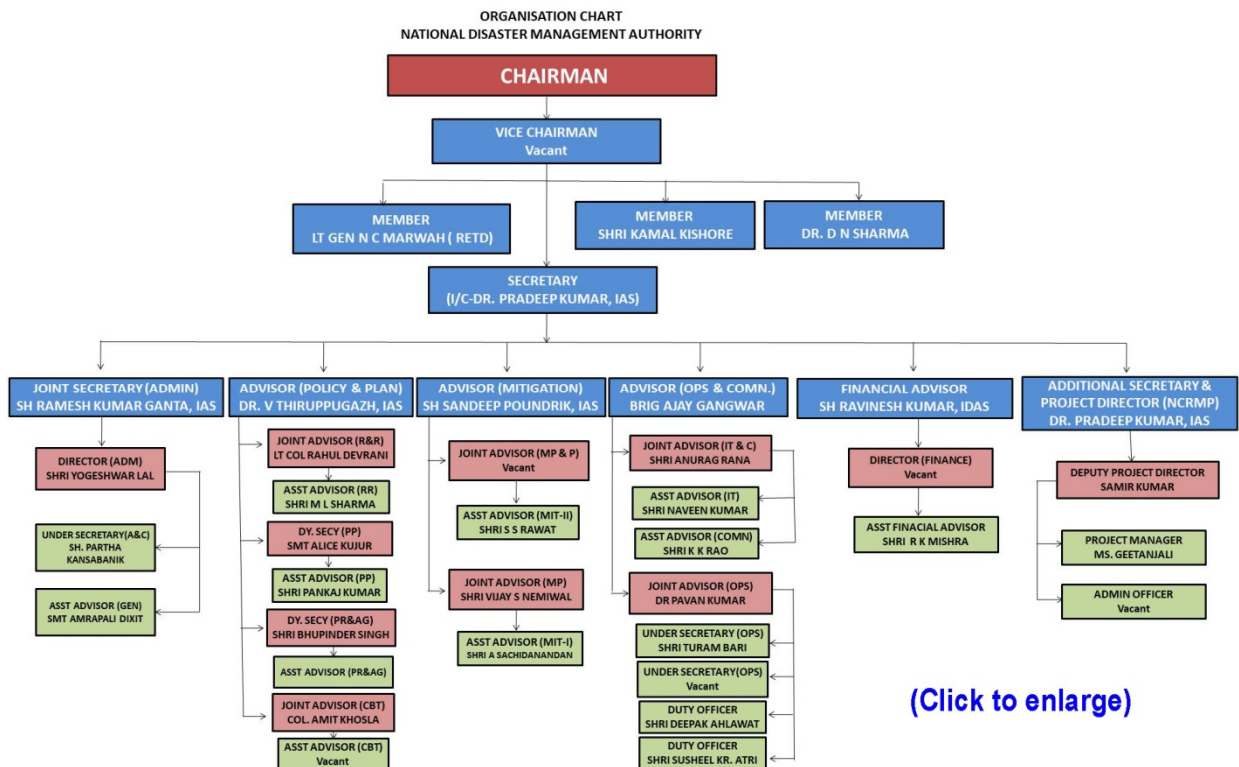 ORGANISATION CHART
NATIONAL DISASTER MANAGEMENT AUTHORITY
CHAIRMAN
VICE CHAIRMAN
Vacant
MEMBER
LT GEN N C MARWAH ( RETD)
MEMBER
SHRI KAMAL KISHORE
MEMBER
DR. D N SHARMA
SECRETARY
(I/C-DR. PRADEEP KUMAR, IAS)
JOINT SECRETARY (ADMIN)
SH RAMESH KUMAR GANTA, IAS
DIRECTOR (ADM)
SHRI YOGESHWAR LAL
UNDER SECRETARY(A&C)
SH. PARTHA
KANSABANIK
ASST ADVISOR (GEN)
SMT AMRAPALI DIXIT
ADVISOR (POLICY & PLAN)
DR. V THIRUPPUGAZH, IAS
JOINT ADVISOR (R&R)
LT COL RAHUL DEVRANI
ASST ADVISOR (RR)
SHRI M L SHARMA
DY. SECY (PP)
SMT ALICE KUJUR
ASST ADVISOR (PP)
SHRI PANKAJ KUMAR
DY. SECY (PR&AG)
SHRI BHUPINDER SINGH
ASST ADVISOR (PR&AG)
JOINT ADVISOR (CBT)
COL. AMIT KHOSLA
ASST ADVISOR (CBT)
Vacant
ADVISOR (MITIGATION)
SH SANDEEP POUNDRIK, IAS
JOINT ADVISOR (MP & P)
Vacant
ASST ADVISOR (MIT-II)
SHRI S S RAWAT
JOINT ADVISOR (MP)
SHRI VIJAY S NEMIWAL
ASST ADVISOR (MIT-I)
SHRI A SACHIDANANDAN
ADVISOR (OPS & COMN.)
BRIG AJAY GANGWAR
JOINT ADVISOR (IT & C)
SHRI ANURAG RANA
ASST ADVISOR (IT)
SHRI NAVEEN KUMAR
ASST ADVISOR (COMN)
SHRI K K RAO
JOINT ADVISOR (OPS)
DR PAVAN KUMAR
UNDER SECRETARY (OPS)
SHRI TURAM BARI
UNDER SECRETARY(OPS)
Vacant
DUTY OFFICER
SHRI DEEPAK AHLAWAT
DUTY OFFICER
SHRI SUSHEEL KR. ATRI
FINANCIAL ADVISOR
SH RAVINESH KUMAR, IDAS
DIRECTOR (FINANCE)
Vacant
ASST FINACIAL ADVISOR
SHRI R K MISHRA
ADDITIONAL SECRETARY &
PROJECT DIRECTOR (NCRMP)
DR. PRADEEP KUMAR, IAS
DEPUTY PROJECT DIRECTOR
SAMIR KUMAR
PROJECT MANAGER
MS. GEETANJALI
ADMIN OFFICER
Vacant
(Click to enlarge)